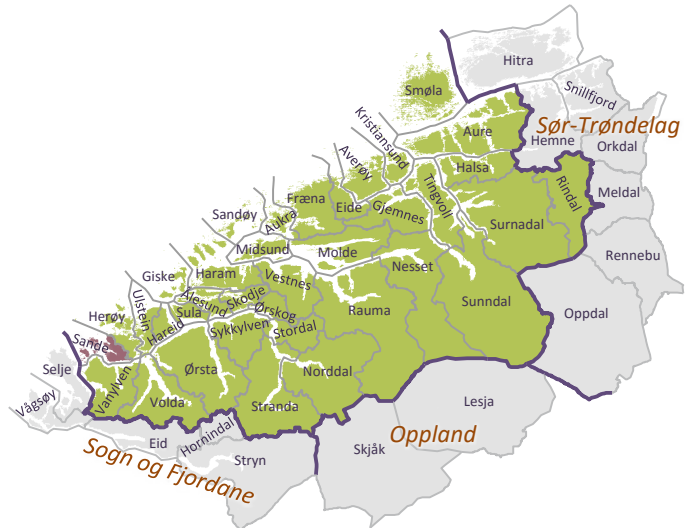 Hitra
Smøla
Snillfjord
Kristiansund
Aure
Sør-Trøndelag
Hemne
Orkdal
Averøy
Halsa
Tingvoll
Rindal
Meldal
Fræna
Eide
Gjemnes
Sandøy
Aukra
Surnadal
Midsund
Molde
Rennebu
Nesset
Giske
Haram
Vestnes
Sunndal
Ulstein
Ålesund
Skodje
Oppdal
Herøy
Sula
Ørskog
Rauma
Hareid
Sykkylven
Stordal
Sande
Selje
Vanylven
Ørsta
Norddal
Vågsøy
Volda
Stranda
Lesja
Oppland
Eid
Hornindal
Skjåk
Stryn
Sogn og Fjordane